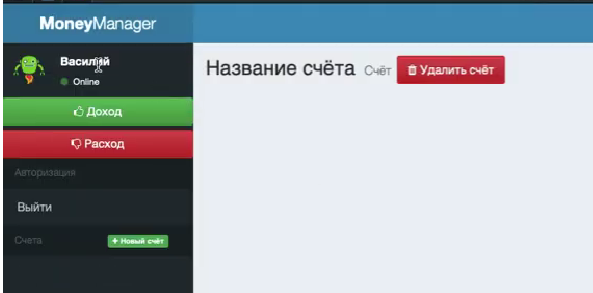 MoneyManager
Василий
Online
Доход
Расход
Авторизация
Выйти
Счета
+ Новый счёт
Название счёта Счёт Удалить счёт